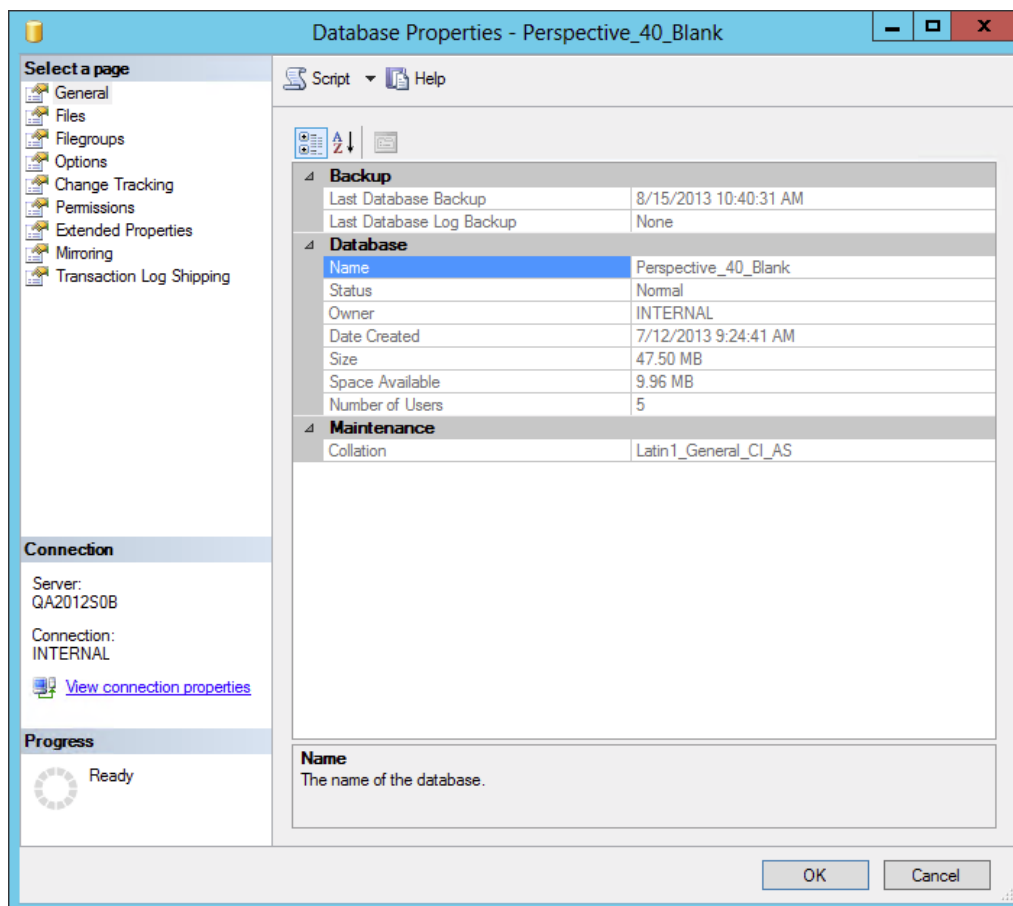 Database Properties - Perspective_40_Blank
Select a page
General
Files
Filegroups
Options
Change Tracking
Permissions
Extended Properties
Mirroring
Transaction Log Shipping
Connection
Server:
QA2012S0B
Connection:
INTERNAL
View connection properties
Progress
Ready
Script Help
Backup
Last Database Backup 8/15/2013 10:40:31 AM
Last Database Log Backup None
Database
Name Perspective_40_Blank
Status Normal
Owner INTERNAL
Date Created 7/12/2013 9:24:41 AM
Size 47.50 MB
Space Available 9.96 MB
Number of Users 5
Maintenance
Collation Latin1_General_CI_AS
Name
The name of the database.
OK Cancel